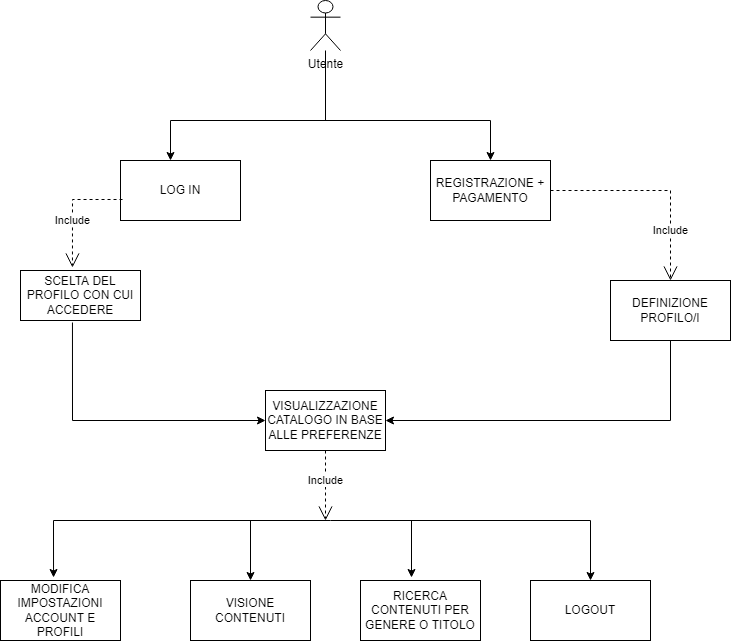 Utente
LOG IN
REGISTRAZIONE +
PAGAMENTO
Include
Include
SCELTA DEL
PROFILO CON CUI
ACCEDERE
DEFINIZIONE
PROFILO/I
VISUALIZZAZIONE
CATALOGO IN BASE
ALLE PREFERENZE
Include
MODIFICA
IMPOSTAZIONI
ACCOUNT E
PROFILI
VISIONE
CONTENUTI
RICERCA
CONTENUTI PER
GENERE O TITOLO
LOGOUT